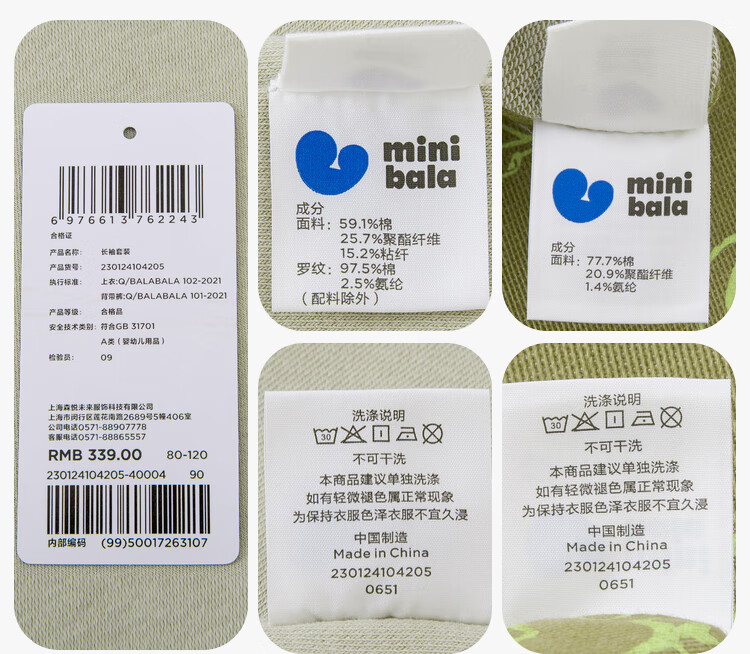 6 976613 762243
合格证
产品名称: 长袖套装
产品货号: 230124104205
执行标准: 上衣:Q/BALABALA 102-2021
背带裤:Q/BALABALA 101-2021
产品等级: 合格品
安全技术类别: 符合GB 31701
A类（婴幼儿用品）
检验员: 09
上海森悦未来服饰科技有限公司
上海市闵行区莲花南路2689号5幢406室
公司电话0571-88907778
客服电话0571-88865557
RMB 339.00 80-120
230124104205-40004 90
内部编码 (99)50017263107
mini
bala
成分
面料: 59.1%棉
25.7%聚酯纤维
15.2%粘纤
罗纹: 97.5%棉
2.5%氨纶
（配料除外）
mini
bala
成分
面料: 77.7%棉
20.9%聚酯纤维
1.4%氨纶
洗涤说明
30
不可干洗
本商品建议单独洗涤
如有轻微褪色属正常现象
为保持衣服色泽衣服不宜久浸
中国制造
Made in China
230124104205
0651
洗涤说明
30
不可干洗
本商品建议单独洗涤
如有轻微褪色属正常现象
为保持衣服色泽衣服不宜久浸
中国制造
Made in China
230124104205
0651